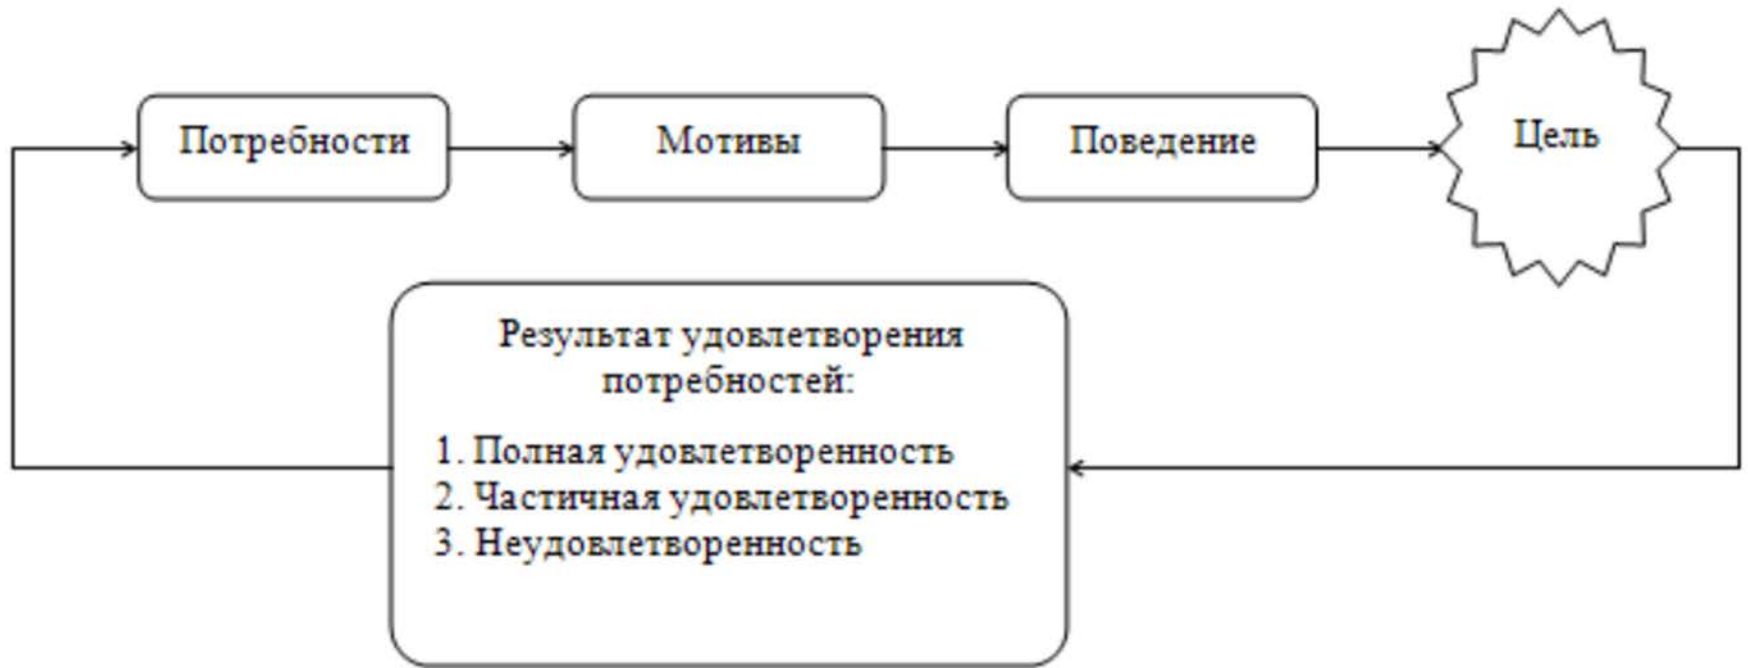 Потребности
Мотивы
Поведение
Цель
Результат удовлетворения
потребностей:
1. Полная удовлетворенность
2. Частичная удовлетворенность
3. Неудовлетворенность